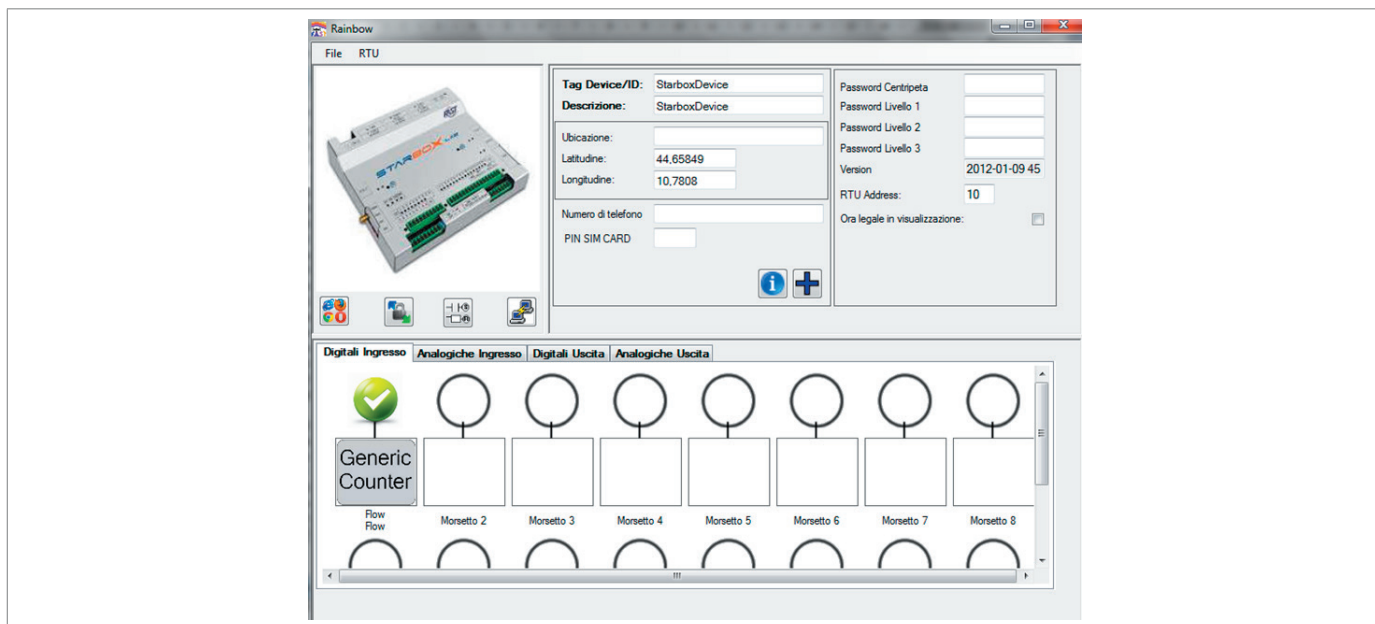 Rainbow
File RTU
STARBOX LAB
Tag Device/ID: StarboxDevice
Descrizione: StarboxDevice
Ubicazione:
Latitudine: 44,65849
Longitudine: 10,7808
Numero di telefono
PIN SIM CARD
Password Centripeta
Password Livello 1
Password Livello 2
Password Livello 3
Version 2012-01-09 45
RTU Address: 10
Ora legale in visualizzazione:
Digitali Ingresso Analogiche Ingresso Digitali Uscita Analogiche Uscita
Generic
Counter
Flow
Flow
Morsetto 2 Morsetto 3 Morsetto 4 Morsetto 5 Morsetto 6 Morsetto 7 Morsetto 8